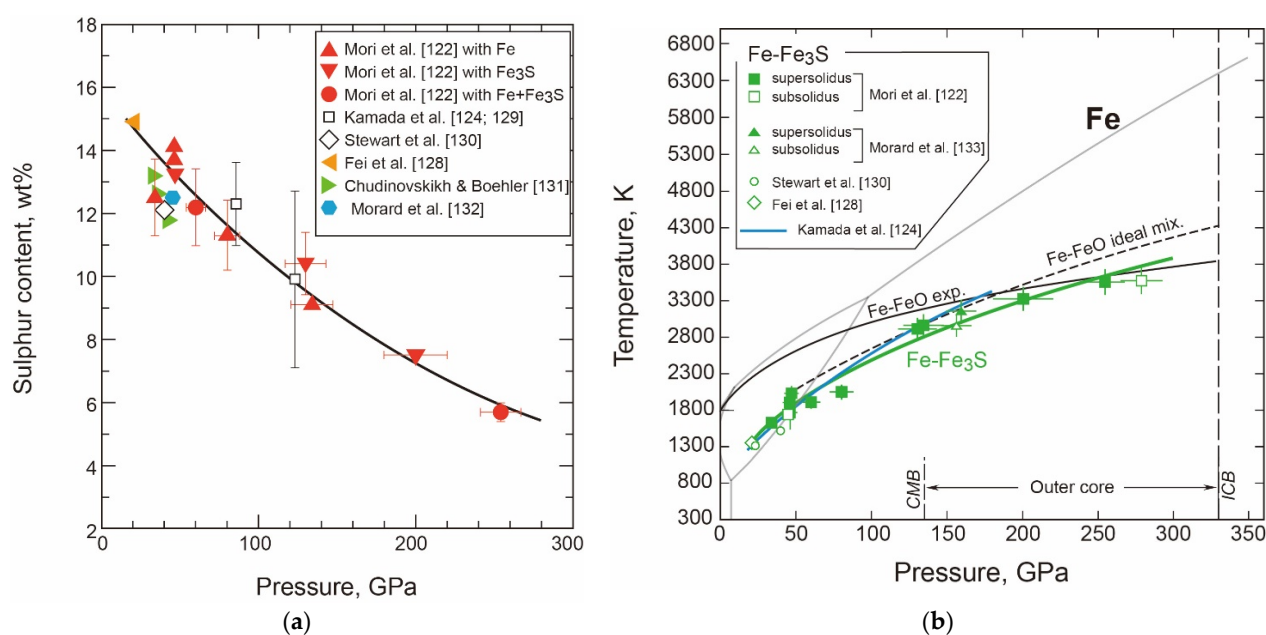 18
16
14
12
10
8
6
4
2
0
100
200
300
Sulphur content, wt%
Pressure, GPa
Mori et al. [122] with Fe
Mori et al. [122] with Fe₃S
Mori et al. [122] with Fe+Fe₃S
Kamada et al. [124; 129]
Stewart et al. [130]
Fei et al. [128]
Chudinovskikh & Boehler [131]
Morard et al. [132]
(a)
6800
6300
5800
5300
4800
4300
3800
3300
2800
2300
1800
1300
800
300
0
50
100
150
200
250
300
350
Temperature, K
Pressure, GPa
Fe-Fe₃S
supersolidus
subsolidus
Mori et al. [122]
supersolidus
subsolidus
Morard et al. [133]
Stewart et al. [130]
Fei et al. [128]
Kamada et al. [124]
Fe
Fe-FeO ideal mix.
Fe-FeO exp.
Fe-Fe₃S
CMB
Outer core
ICB
(b)